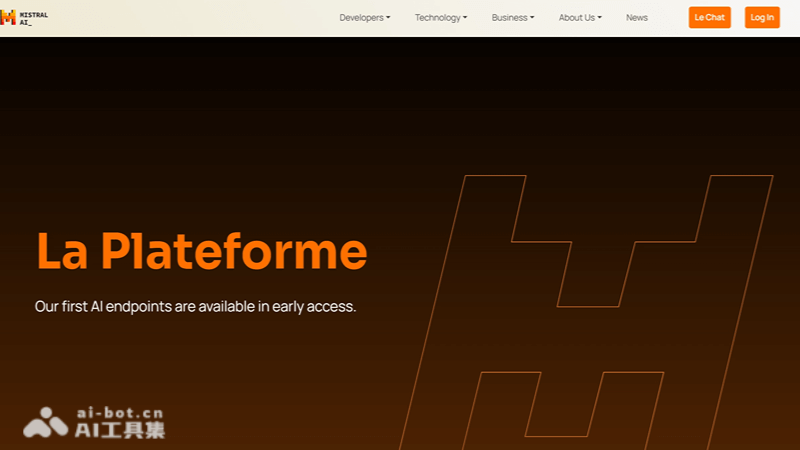 MISTRAL
AI_
Developers
Technology
Business
About Us
News
Le Chat
Log In
La Plateforme
Our first AI endpoints are available in early access.
ai-bot.cn
AI工具集